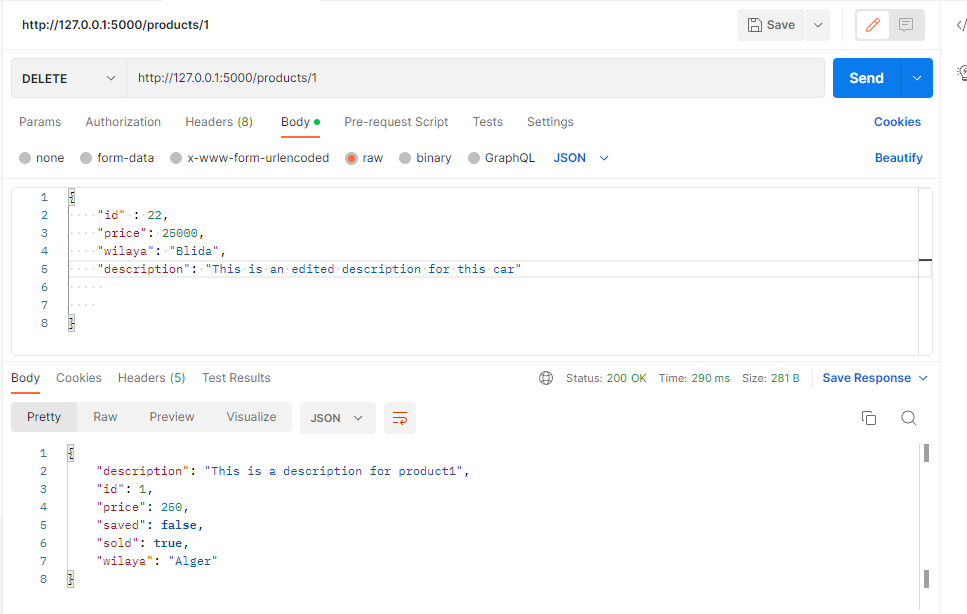 http://127.0.0.1:5000/products/1
Save
DELETE
http://127.0.0.1:5000/products/1
Send
Params Authorization Headers (8) Body Pre-request Script Tests Settings Cookies
none form-data x-www-form-urlencoded raw binary GraphQL JSON Beautify
1 {
2 "id" : 22,
3 "price": 25000,
4 "wilaya": "Blida",
5 "description": "This is an edited description for this car"
6
7
8 }
Body Cookies Headers (5) Test Results Status: 200 OK Time: 290 ms Size: 281 B Save Response
Pretty Raw Preview Visualize JSON
1 {
2 "description": "This is a description for product1",
3 "id": 1,
4 "price": 250,
5 "saved": false,
6 "sold": true,
7 "wilaya": "Alger"
8 }